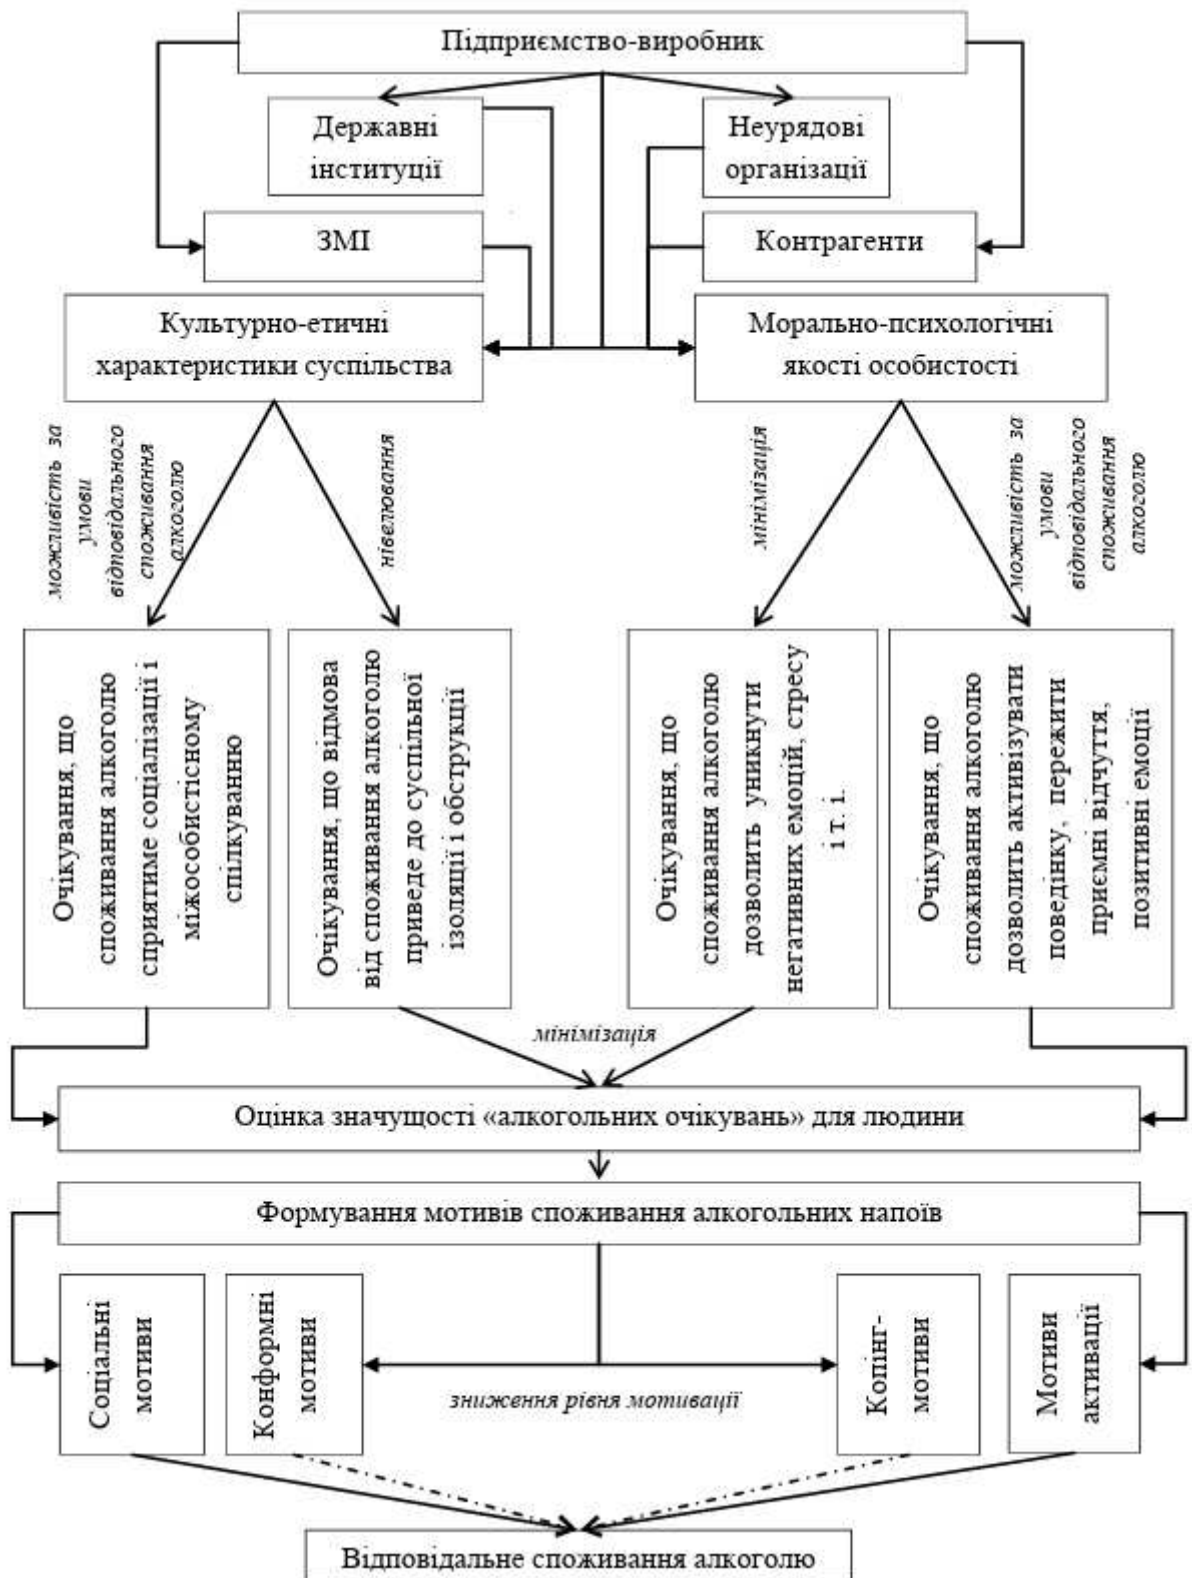 Підприємство-виробник
Державні
інституції
Неурядові
організації
ЗМІ
Контрагенти
Культурно-етичні
характеристики суспільства
Морально-психологічні
якості особистості
можливість за
умови
відповідального
споживання
алкоголю
нівелювання
мінімізація
можливість за
умови
відповідального
споживання
алкоголю
Очікування, що
споживання алкоголю
сприятиме соціалізації і
міжособистісному
спілкуванню
Очікування, що відмова
від споживання алкоголю
приведе до суспільної
ізоляції і обструкції
Очікування, що
споживання алкоголю
дозволить уникнути
негативних емоцій, стресу
і т. і.
Очікування, що
споживання алкоголю
дозволить активізувати
поведінку, пережити
приємні відчуття,
позитивні емоції
мінімізація
Оцінка значущості «алкогольних очікувань» для людини
Формування мотивів споживання алкогольних напоїв
Соціальні
мотиви
Конформні
мотиви
Копінг-
мотиви
Мотиви
активації
зниження рівня мотивації
Відповідальне споживання алкоголю